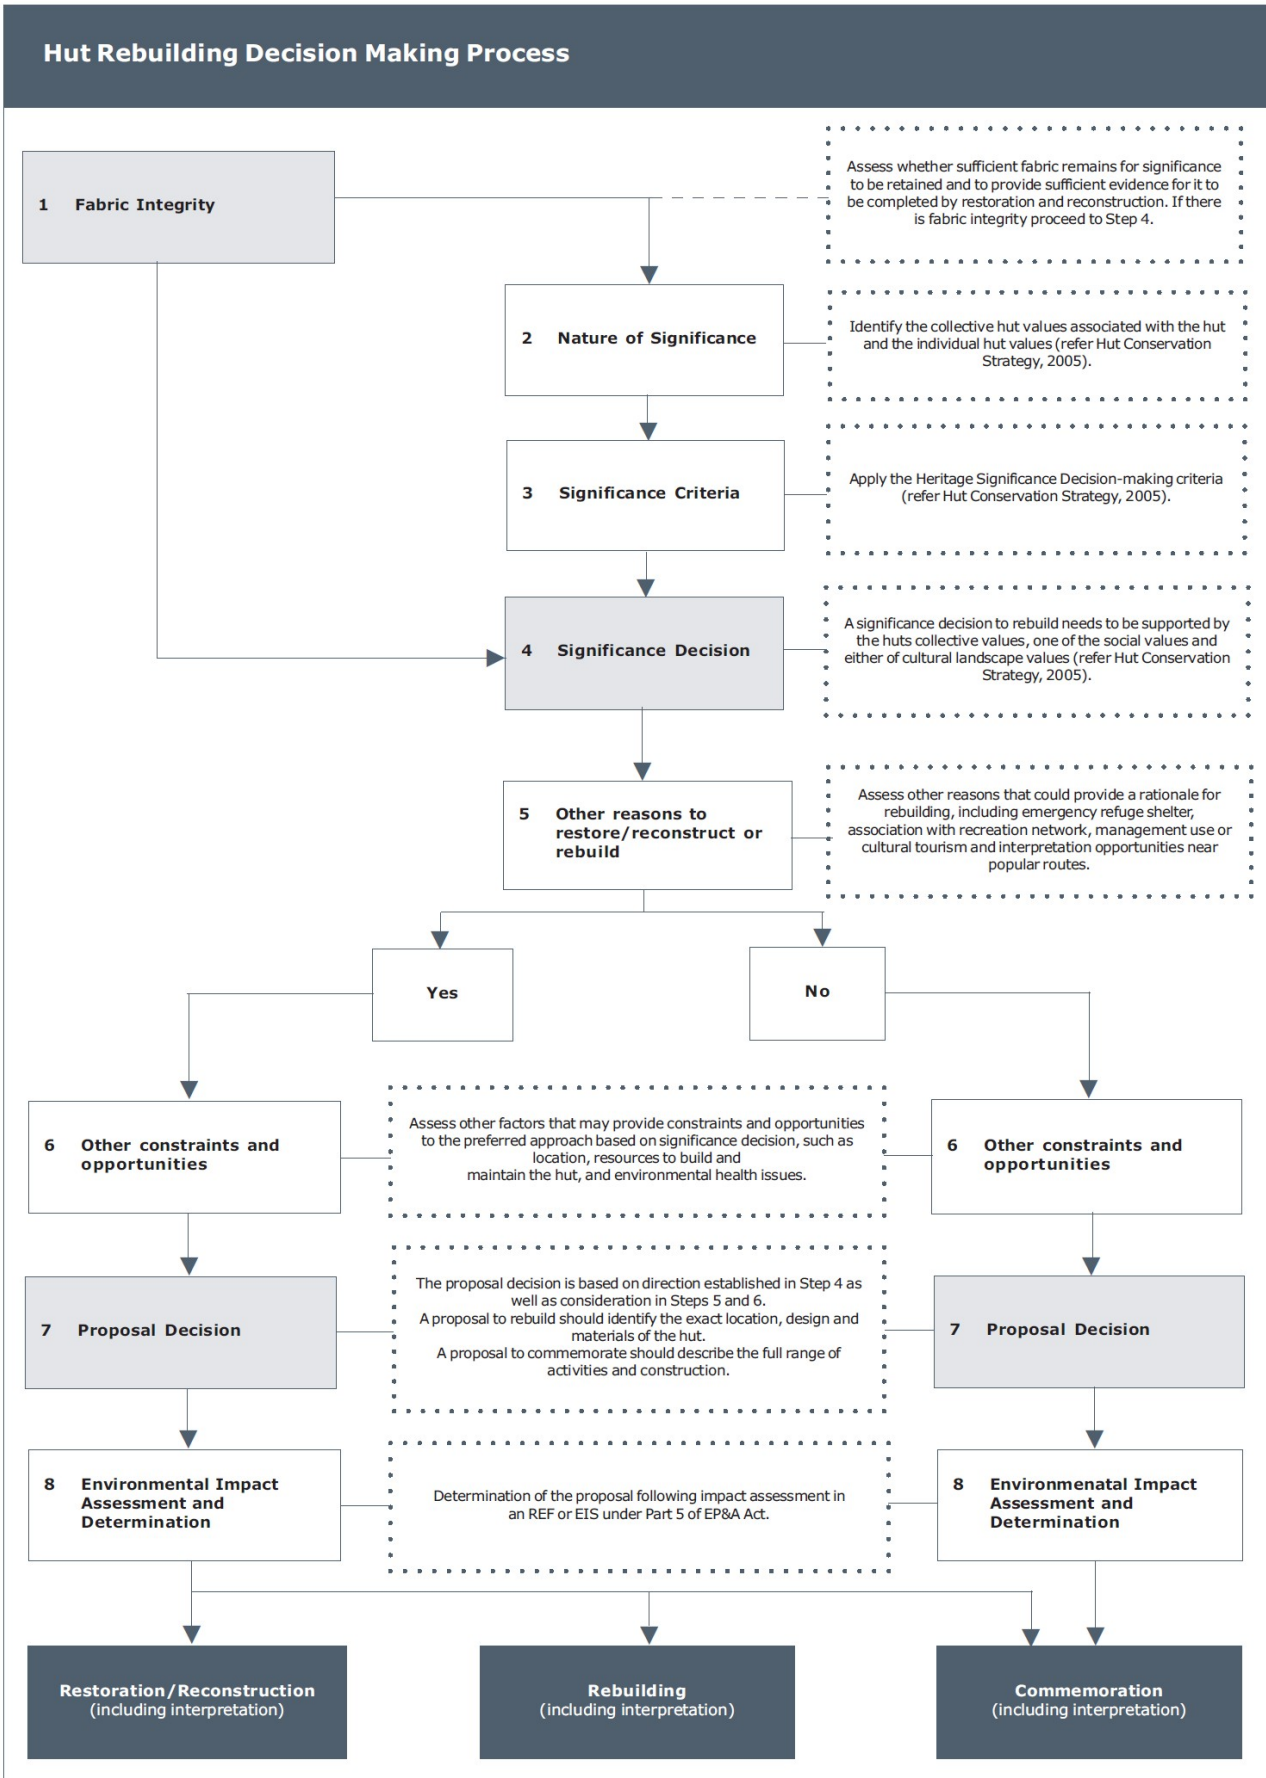 Hut Rebuilding Decision Making Process
1 Fabric Integrity
Assess whether sufficient fabric remains for significance
to be retained and to provide sufficient evidence for it to
be completed by restoration and reconstruction. If there
is fabric integrity proceed to Step 4.
2 Nature of Significance
Identify the collective hut values associated with the hut
and the individual hut values (refer Hut Conservation
Strategy, 2005).
3 Significance Criteria
Apply the Heritage Significance Decision-making criteria
(refer Hut Conservation Strategy, 2005).
4 Significance Decision
A significance decision to rebuild needs to be supported by
the huts collective values, one of the social values and
either of cultural landscape values (refer Hut Conservation
Strategy, 2005).
5 Other reasons to
restore/reconstruct or
rebuild
Assess other reasons that could provide a rationale for
rebuilding, including emergency refuge shelter,
association with recreation network, management use or
cultural tourism and interpretation opportunities near
popular routes.
Yes
No
6 Other constraints and
opportunities
Assess other factors that may provide constraints and opportunities
to the preferred approach based on significance decision, such as
location, resources to build and
maintain the hut, and environmental health issues.
6 Other constraints and
opportunities
7 Proposal Decision
The proposal decision is based on direction established in Step 4 as
well as consideration in Steps 5 and 6.
A proposal to rebuild should identify the exact location, design and
materials of the hut.
A proposal to commemorate should describe the full range of
activities and construction.
7 Proposal Decision
8 Environmental Impact
Assessment and
Determination
Determination of the proposal following impact assessment in
an REF or EIS under Part 5 of EP&A Act.
8 Environmenatal Impact
Assessment and
Determination
Restoration/Reconstruction
(including interpretation)
Rebuilding
(including interpretation)
Commemoration
(including interpretation)